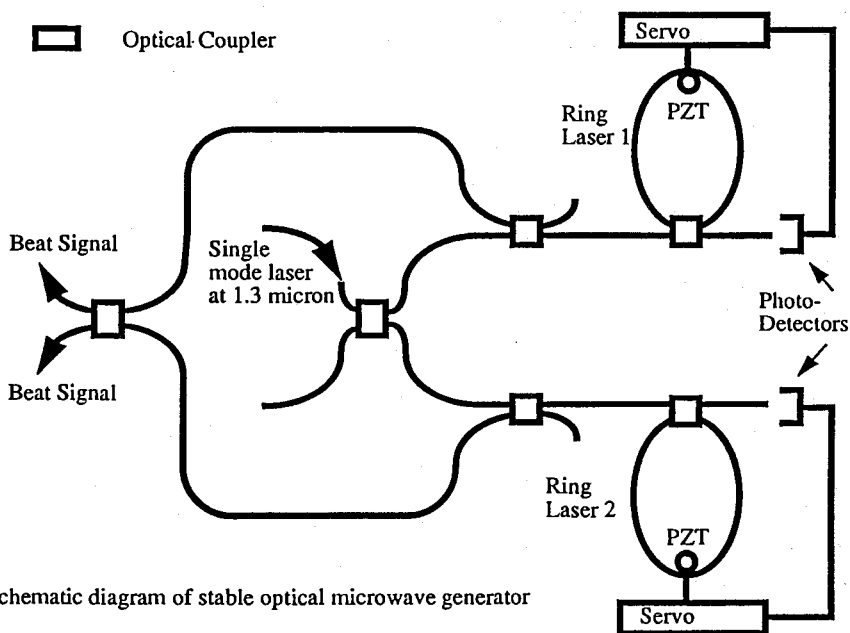 Optical Coupler
Servo
PZT
Ring
Laser 1
Beat Signal
Single
mode laser
at 1.3 micron
Photo-
Detectors
Beat Signal
Ring
Laser 2
PZT
chematic diagram of stable optical microwave generator
Servo